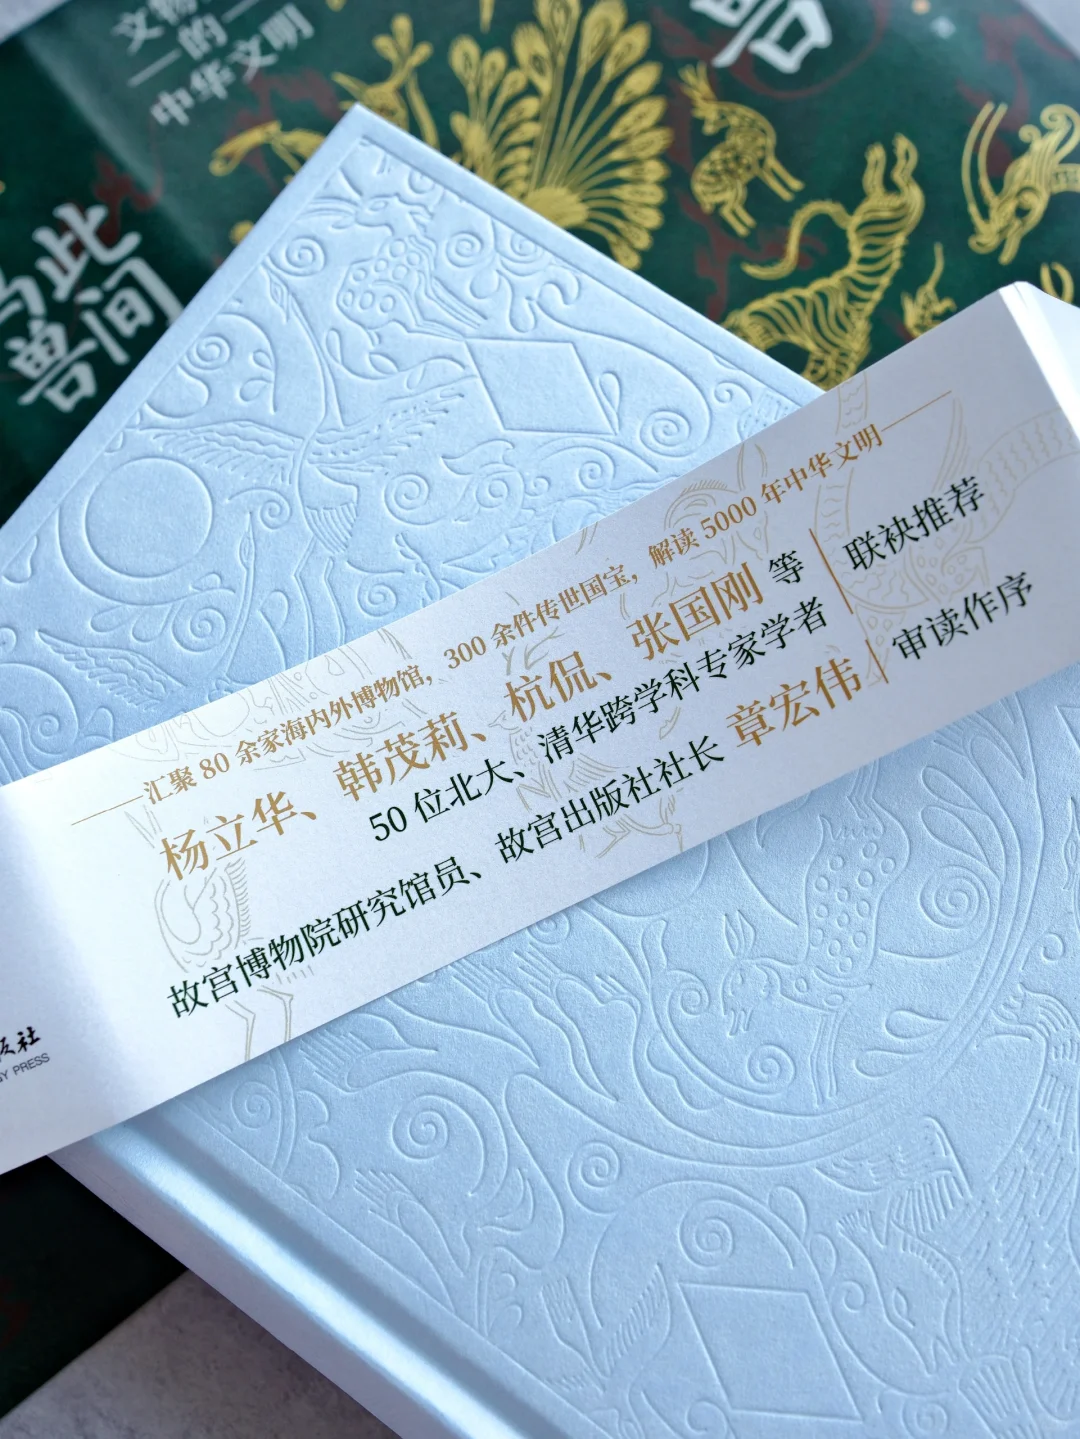 的
中华文明
此
兽间
兽
——汇聚 80 余家海内外博物馆，300 余件传世国宝，解读 5000 年中华文明——
杨立华、韩茂莉、杭侃、张国刚 等
50 位北大、清华跨学科专家学者
联袂推荐
故宫博物院研究馆员、故宫出版社社长 章宏伟
审读作序
版社
PRESS